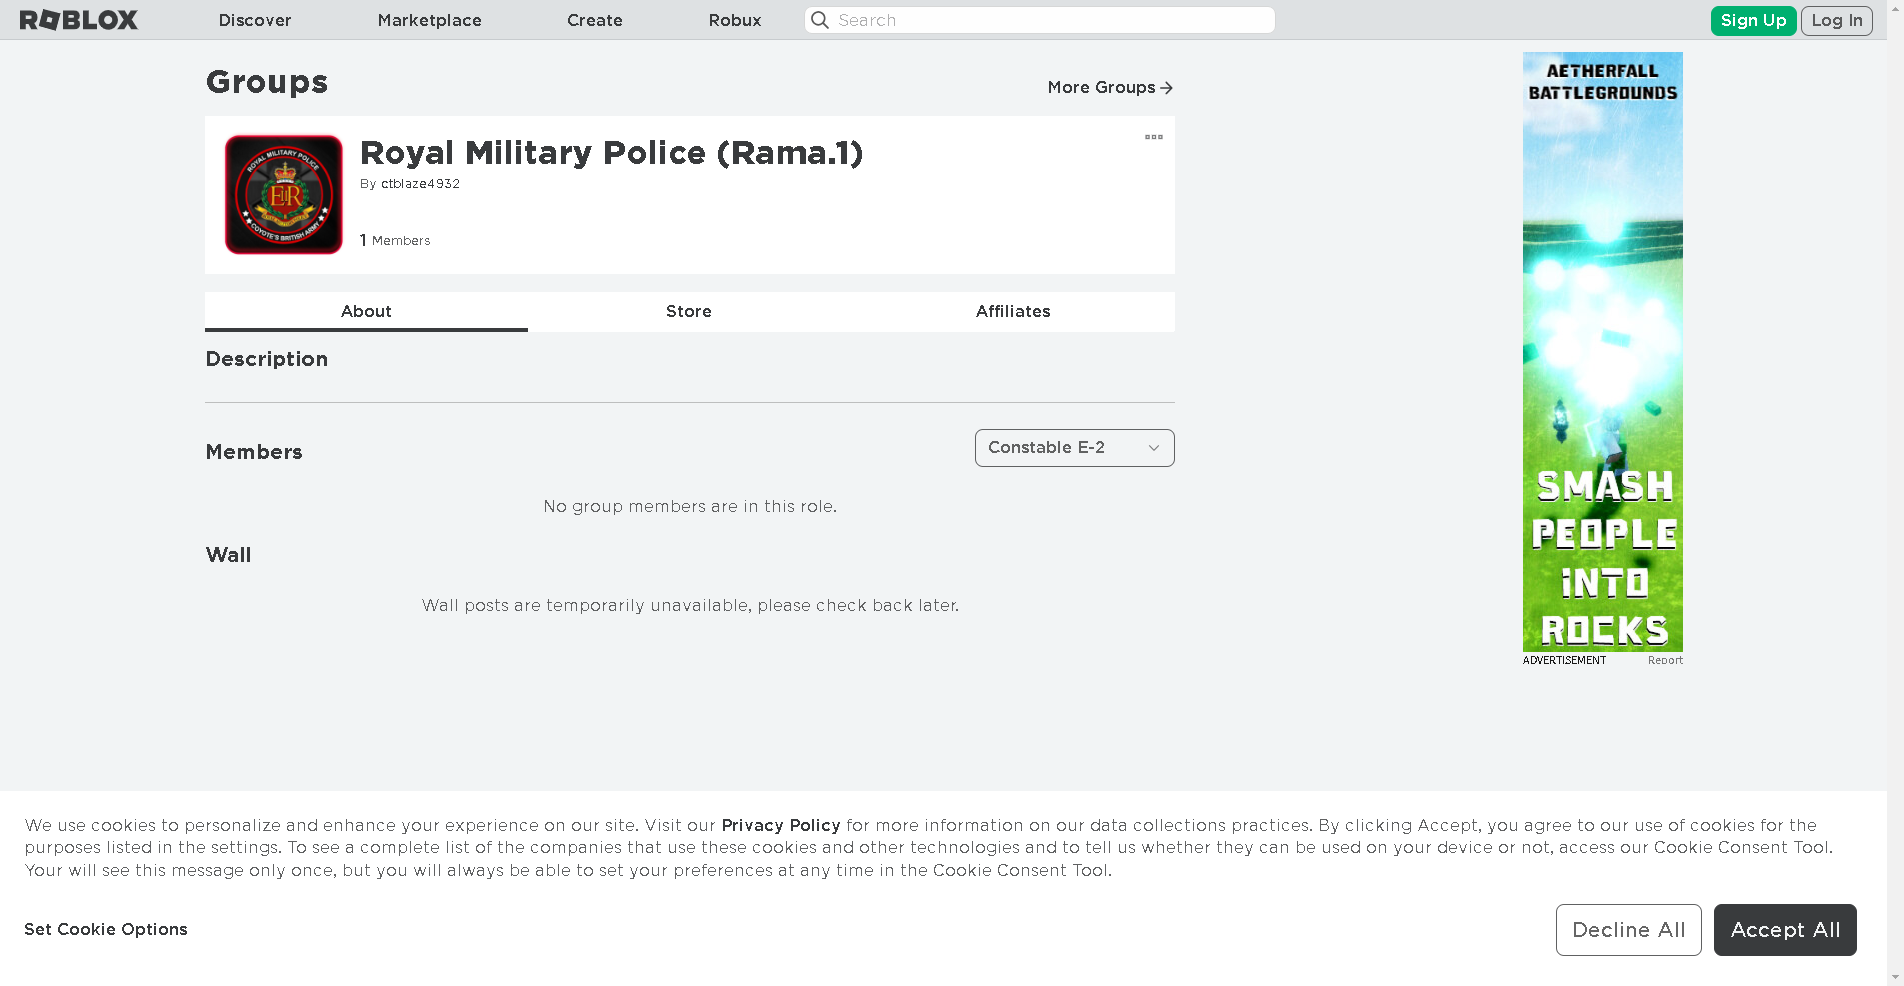 ROBLOX Discover Marketplace Create Robux Search Sign Up Log In
Groups
More Groups
Royal Military Police (Rama.1)
By ctblaze4932
1 Members
ROYAL MILITARY POLICE
EIIR
COYOTE'S BRITISH ARMY
About Store Affiliates
Description
Members
Constable E-2
No group members are in this role.
Wall
Wall posts are temporarily unavailable, please check back later.
AETHERFALL
BATTLEGROUNDS
SMASH
PEOPLE
INTO
ROCKS
ADVERTISEMENT Report
We use cookies to personalize and enhance your experience on our site. Visit our Privacy Policy for more information on our data collections practices. By clicking Accept, you agree to our use of cookies for the
purposes listed in the settings. To see a complete list of the companies that use these cookies and other technologies and to tell us whether they can be used on your device or not, access our Cookie Consent Tool.
Your will see this message only once, but you will always be able to set your preferences at any time in the Cookie Consent Tool.
Set Cookie Options
Decline All Accept All